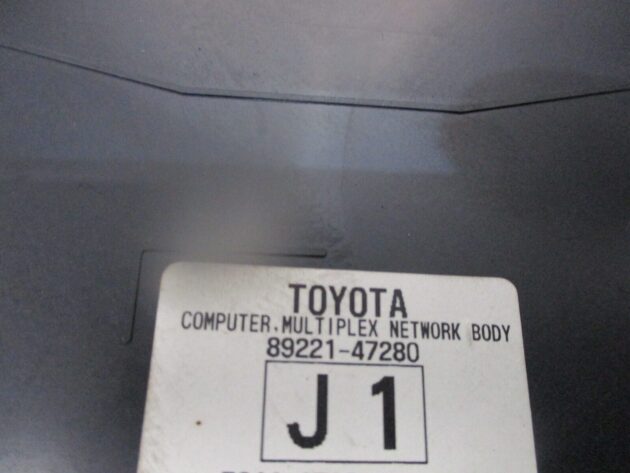 TOYOTA
COMPUTER.MULTIPLEX NETWORK BODY
89221-47280
J 1